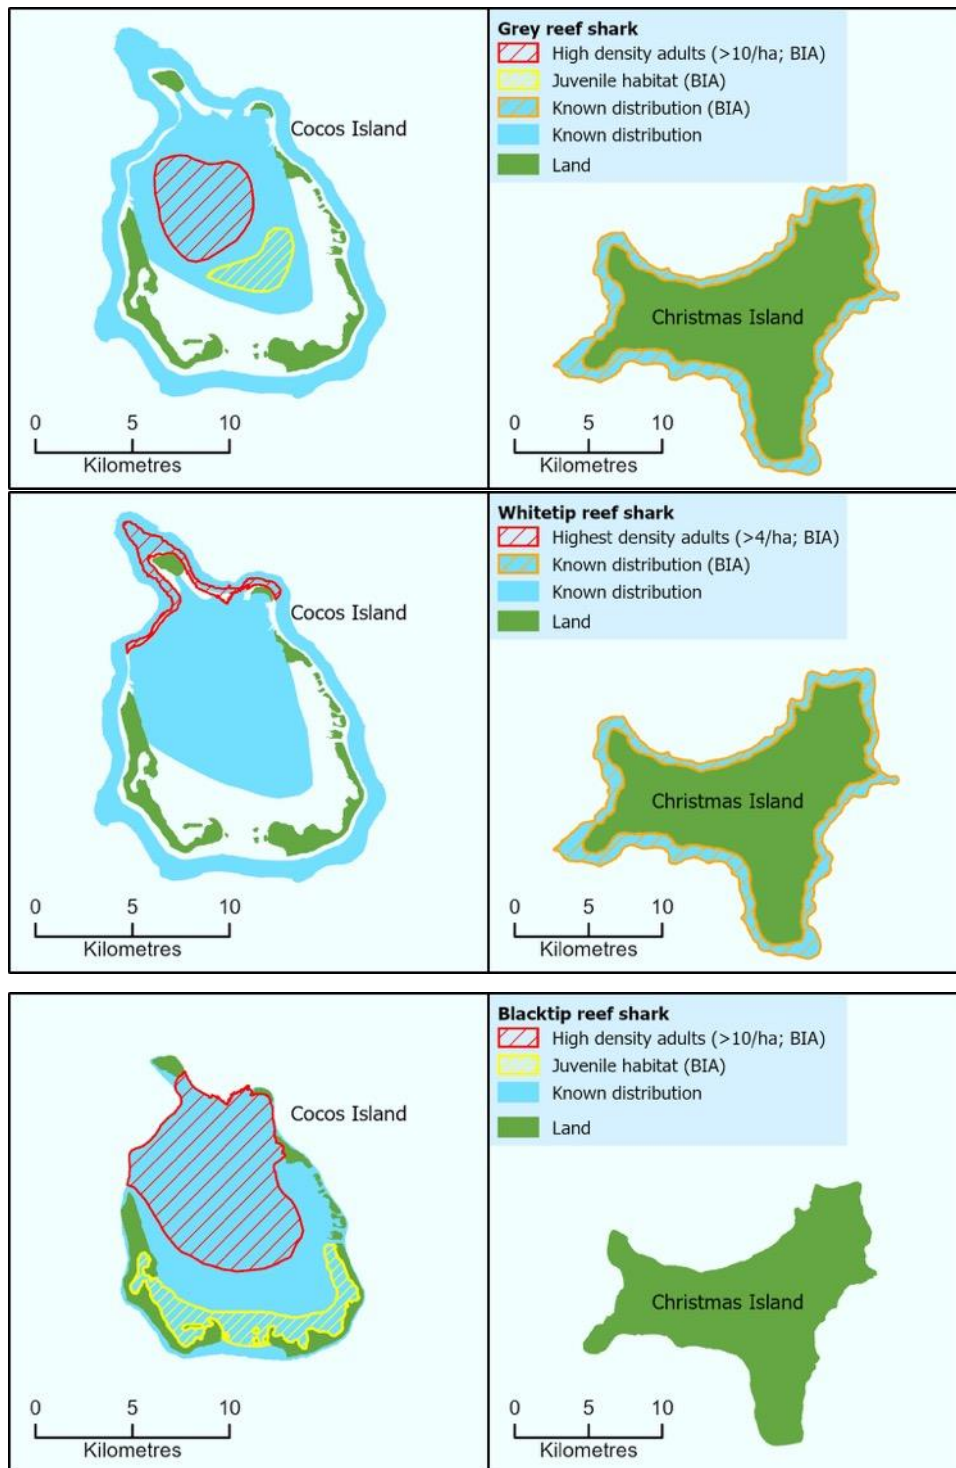 Grey reef shark
High density adults (>10/ha; BIA)
Juvenile habitat (BIA)
Known distribution (BIA)
Known distribution
Land
Cocos Island
Christmas Island
0 5 10
Kilometres
0 5 10
Kilometres
Whitetip reef shark
Highest density adults (>4/ha; BIA)
Known distribution (BIA)
Known distribution
Land
Cocos Island
Christmas Island
0 5 10
Kilometres
0 5 10
Kilometres
Blacktip reef shark
High density adults (>10/ha; BIA)
Juvenile habitat (BIA)
Known distribution
Land
Cocos Island
Christmas Island
0 5 10
Kilometres
0 5 10
Kilometres